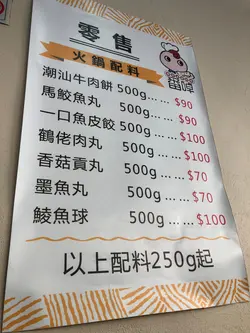 零售
火鍋配料
潮汕牛肉餅 500g...... $90
馬鮫魚丸 500g...... $90
一口魚皮餃 500g...... $100
鶴佬肉丸 500g...... $100
香菇貢丸 500g...... $70
墨魚丸 500g...... $70
鯪魚球 500g...... $100
以上配料250g起